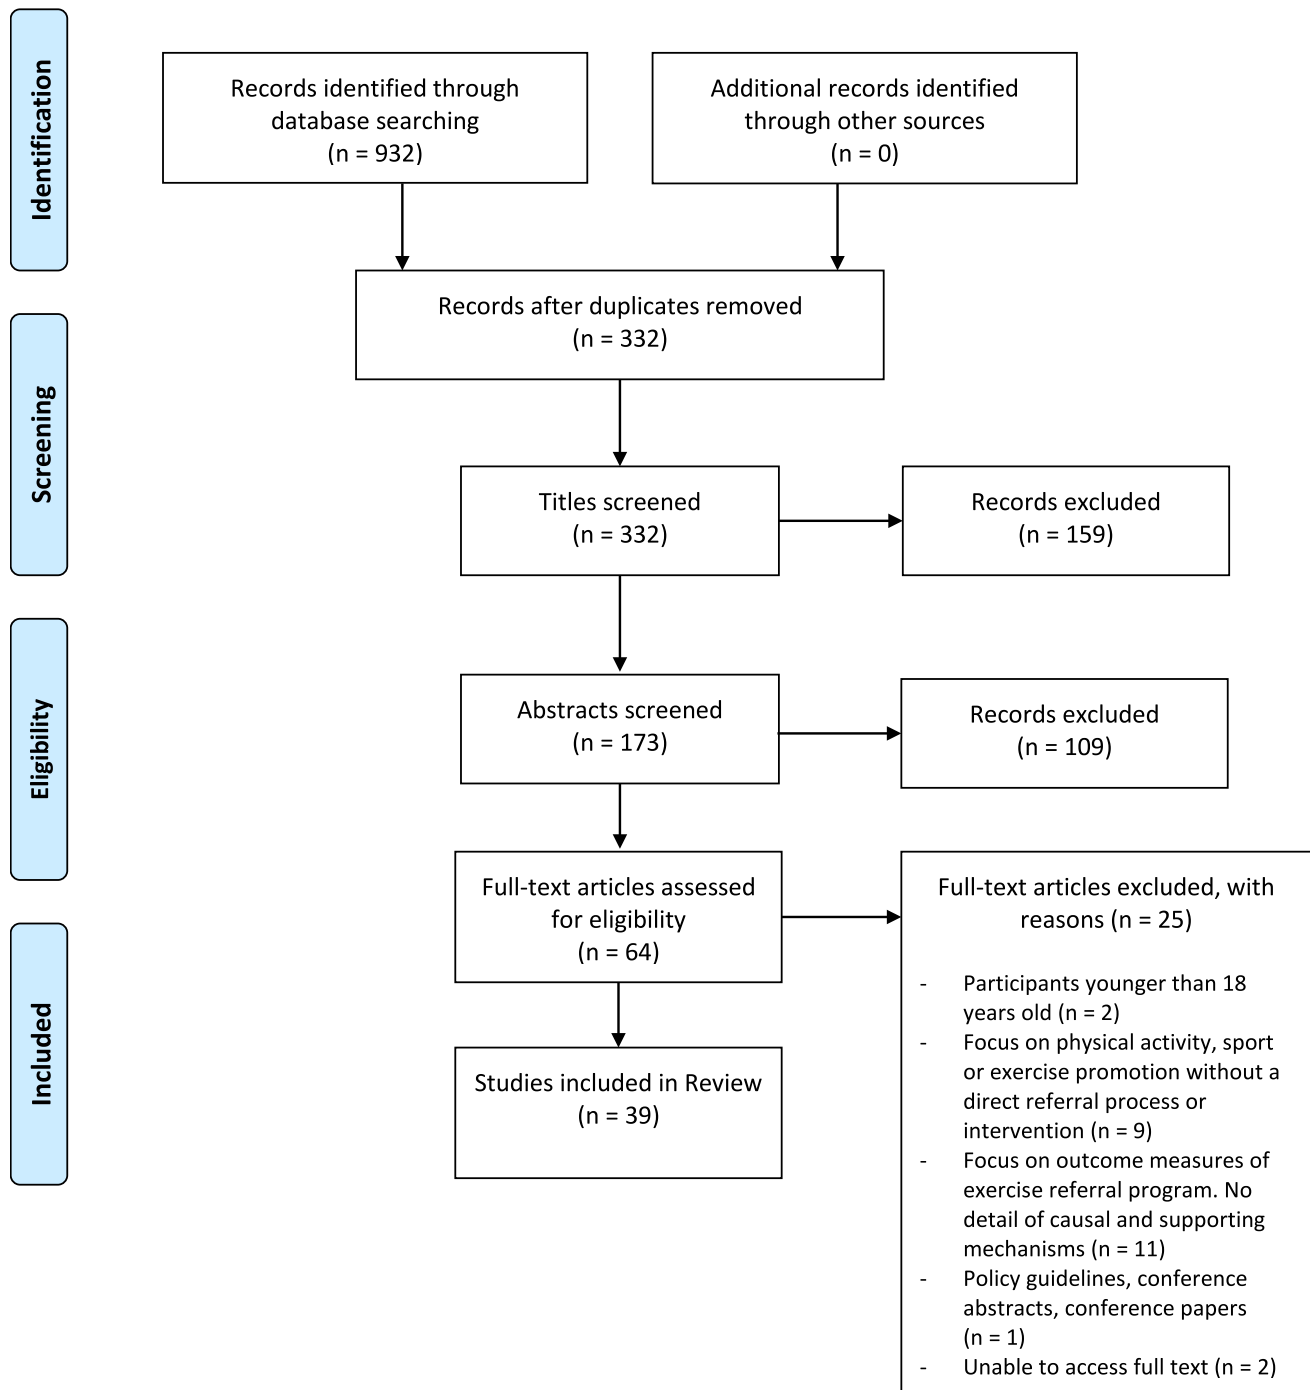 Identification
Records identified through
database searching
(n = 932)
Additional records identified
through other sources
(n = 0)
Records after duplicates removed
(n = 332)
Screening
Titles screened
(n = 332)
Records excluded
(n = 159)
Eligibility
Abstracts screened
(n = 173)
Records excluded
(n = 109)
Full-text articles assessed
for eligibility
(n = 64)
Full-text articles excluded, with
reasons (n = 25)
- Participants younger than 18
years old (n = 2)
- Focus on physical activity, sport
or exercise promotion without a
direct referral process or
intervention (n = 9)
- Focus on outcome measures of
exercise referral program. No
detail of causal and supporting
mechanisms (n = 11)
- Policy guidelines, conference
abstracts, conference papers
(n = 1)
- Unable to access full text (n = 2)
Included
Studies included in Review
(n = 39)